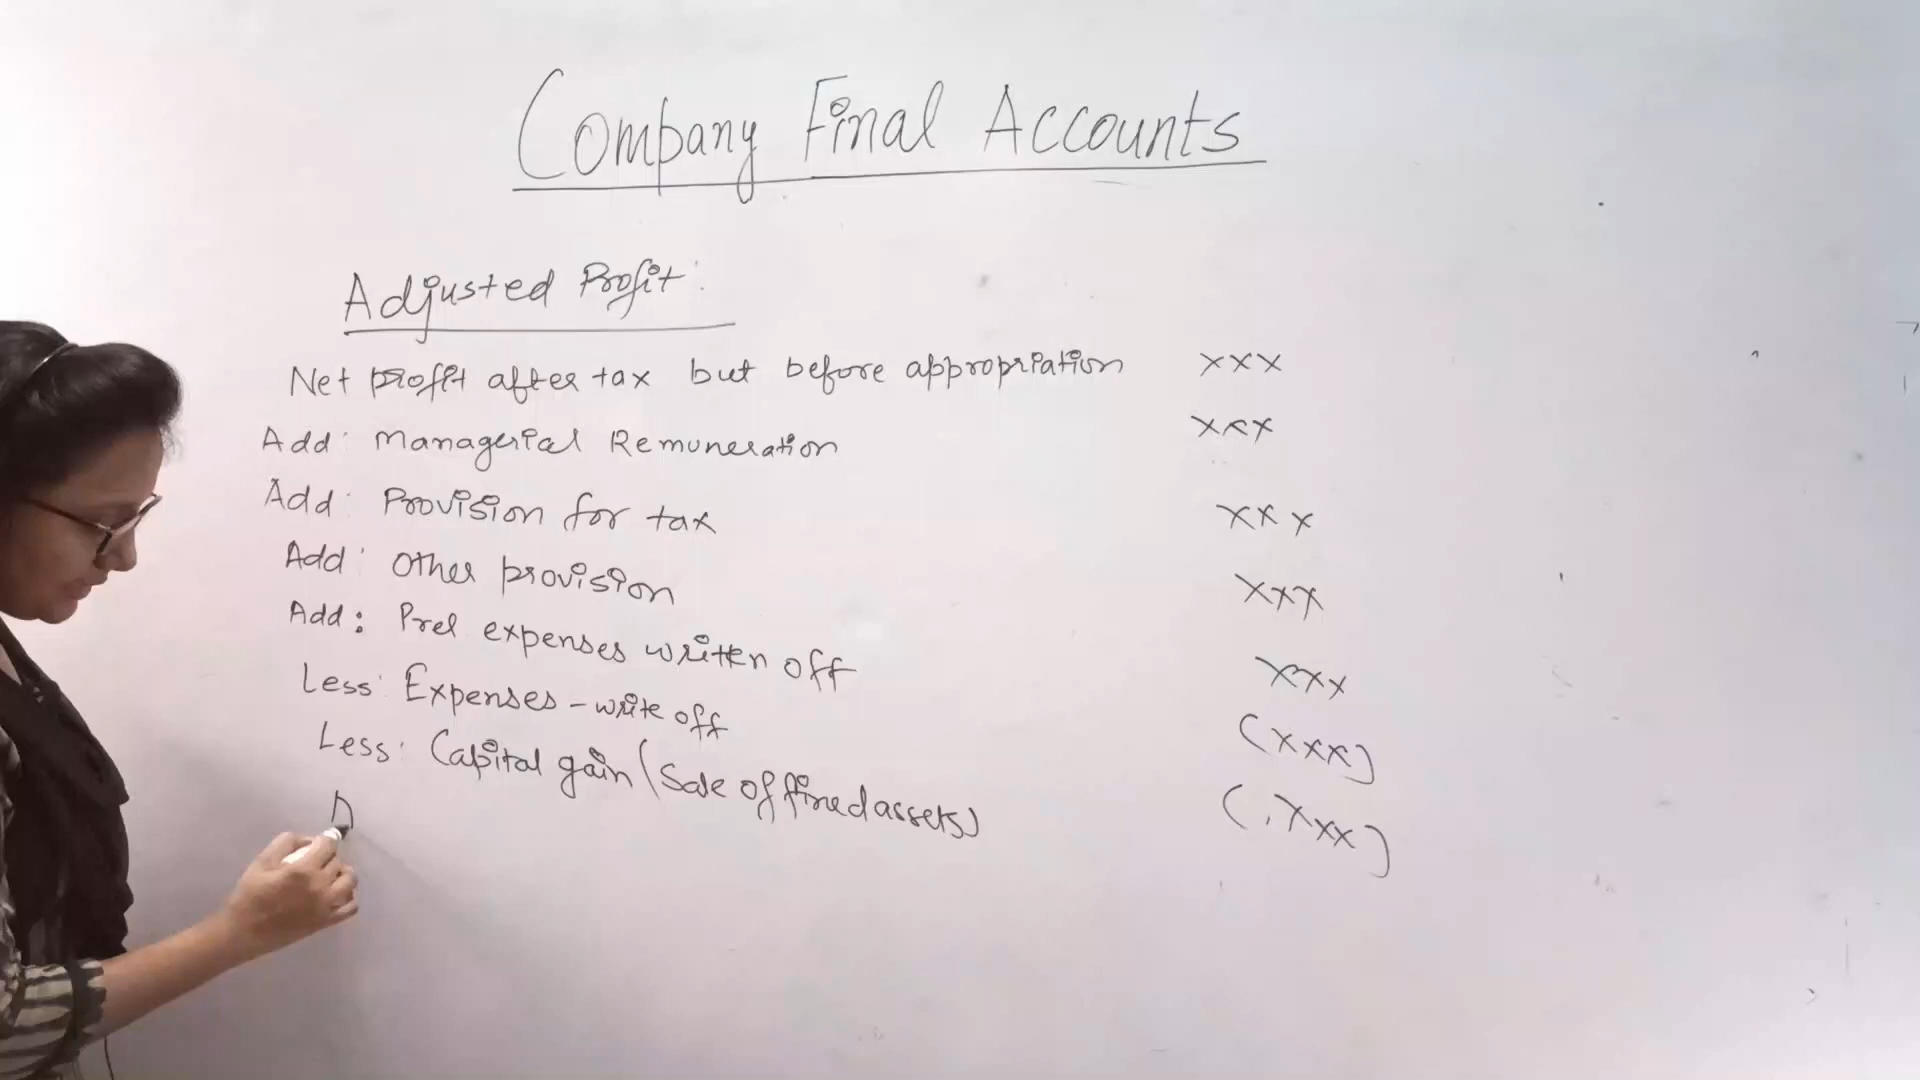 Company Final Accounts
Adjusted Profit:
Net profit after tax but before appropriation xxx
Add: Managerial Remuneration xxx
Add: Provision for tax xxx
Add: Other provision xxx
Add: Prel expenses written off xxx
Less: Expenses - write off (xxx)
Less: Capital gain (Sale of fixed assets) (xxx)